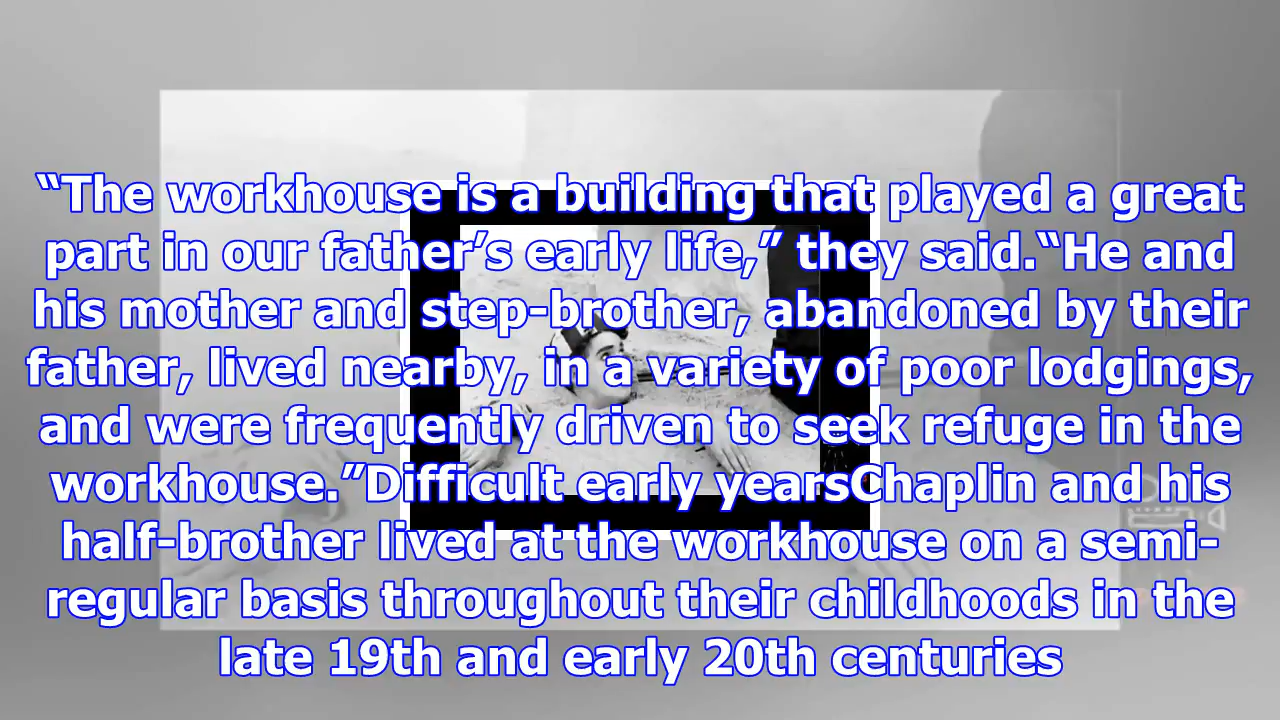 “The workhouse is a building that played a great
part in our father’s early life,” they said.“He and
his mother and step-brother, abandoned by their
father, lived nearby, in a variety of poor lodgings,
and were frequently driven to seek refuge in the
workhouse.”Difficult early yearsChaplin and his
half-brother lived at the workhouse on a semi-
regular basis throughout their childhoods in the
late 19th and early 20th centuries